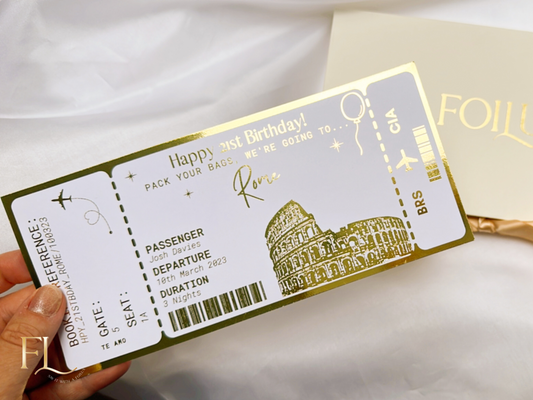 BOOKING REFERENCE:
HPY_21STBDAY_ROME/100323
GATE:
5
SEAT:
1A
TE AMO
Happy 21st Birthday!
PACK YOUR BAGS, WE'RE GOING TO...
Rome
PASSENGER
Josh Davies
DEPARTURE
10th March 2023
DURATION
3 Nights
BRS
CIA
FOILU
FL